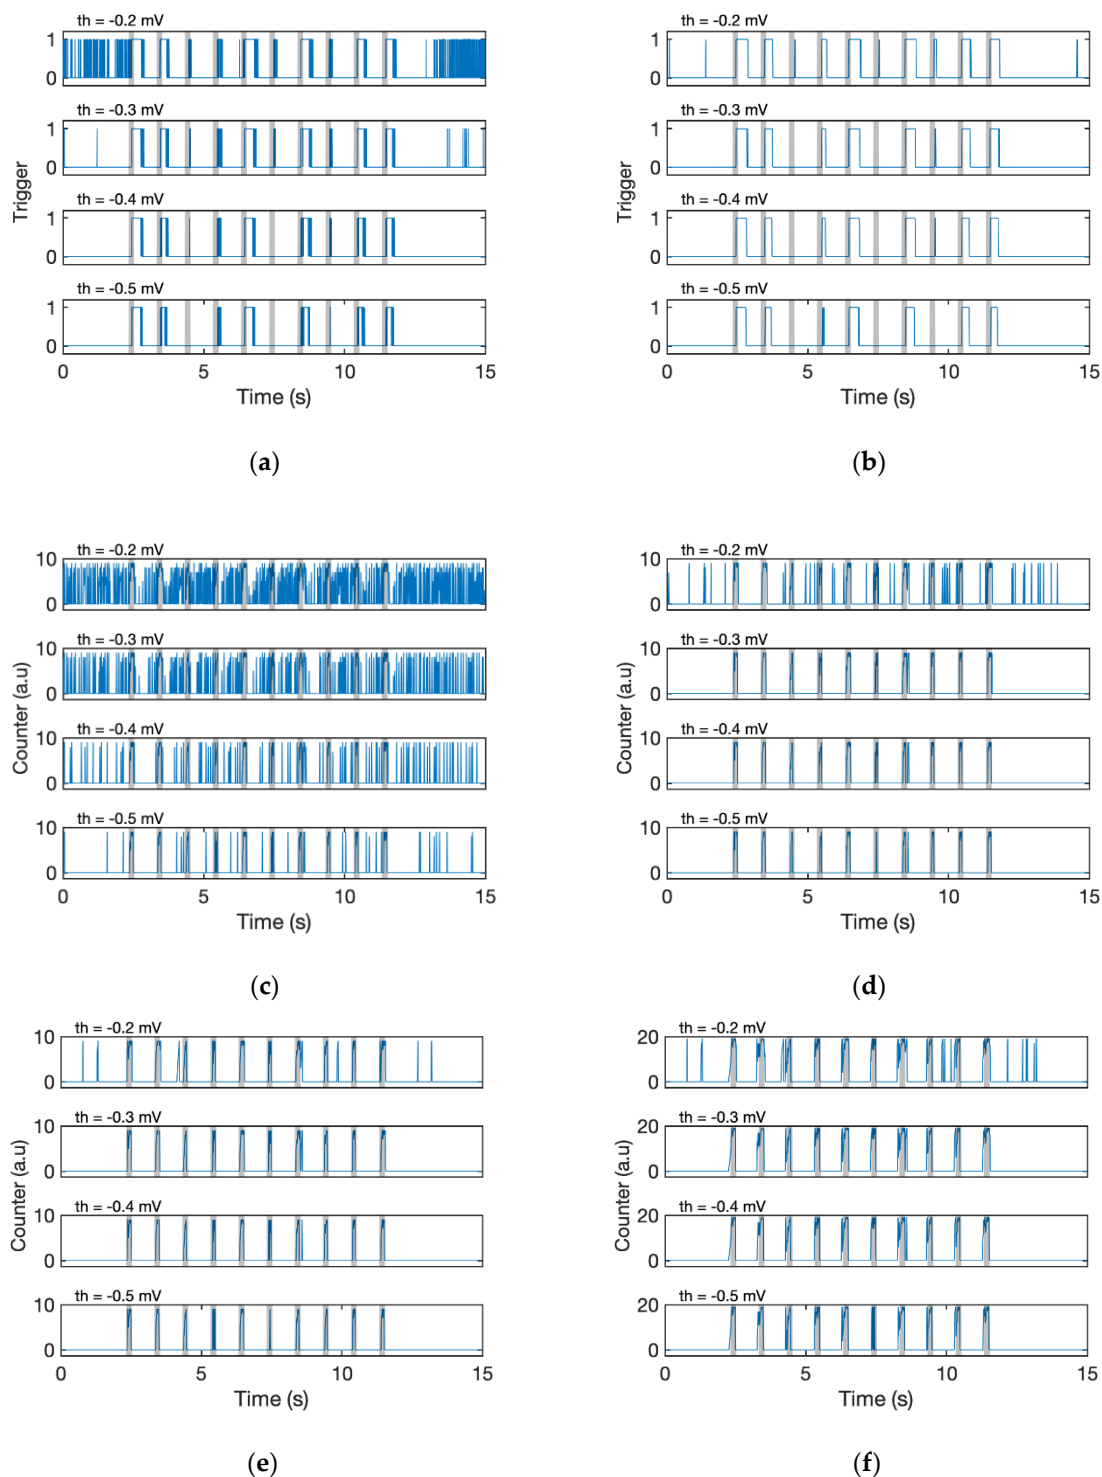 th = -0.2 mV
1
0
th = -0.3 mV
1
0
th = -0.4 mV
1
0
th = -0.5 mV
1
0
Trigger
0 5 10 15
Time (s)
(a)
th = -0.2 mV
1
0
th = -0.3 mV
1
0
th = -0.4 mV
1
0
th = -0.5 mV
1
0
Trigger
0 5 10 15
Time (s)
(b)
th = -0.2 mV
10
0
th = -0.3 mV
10
0
th = -0.4 mV
10
0
th = -0.5 mV
10
0
Counter (a.u)
0 5 10 15
Time (s)
(c)
th = -0.2 mV
10
0
th = -0.3 mV
10
0
th = -0.4 mV
10
0
th = -0.5 mV
10
0
Counter (a.u)
0 5 10 15
Time (s)
(d)
th = -0.2 mV
10
0
th = -0.3 mV
10
0
th = -0.4 mV
10
0
th = -0.5 mV
10
0
Counter (a.u)
0 5 10 15
Time (s)
(e)
th = -0.2 mV
20
0
th = -0.3 mV
20
0
th = -0.4 mV
20
0
th = -0.5 mV
20
0
Counter (a.u)
0 5 10 15
Time (s)
(f)